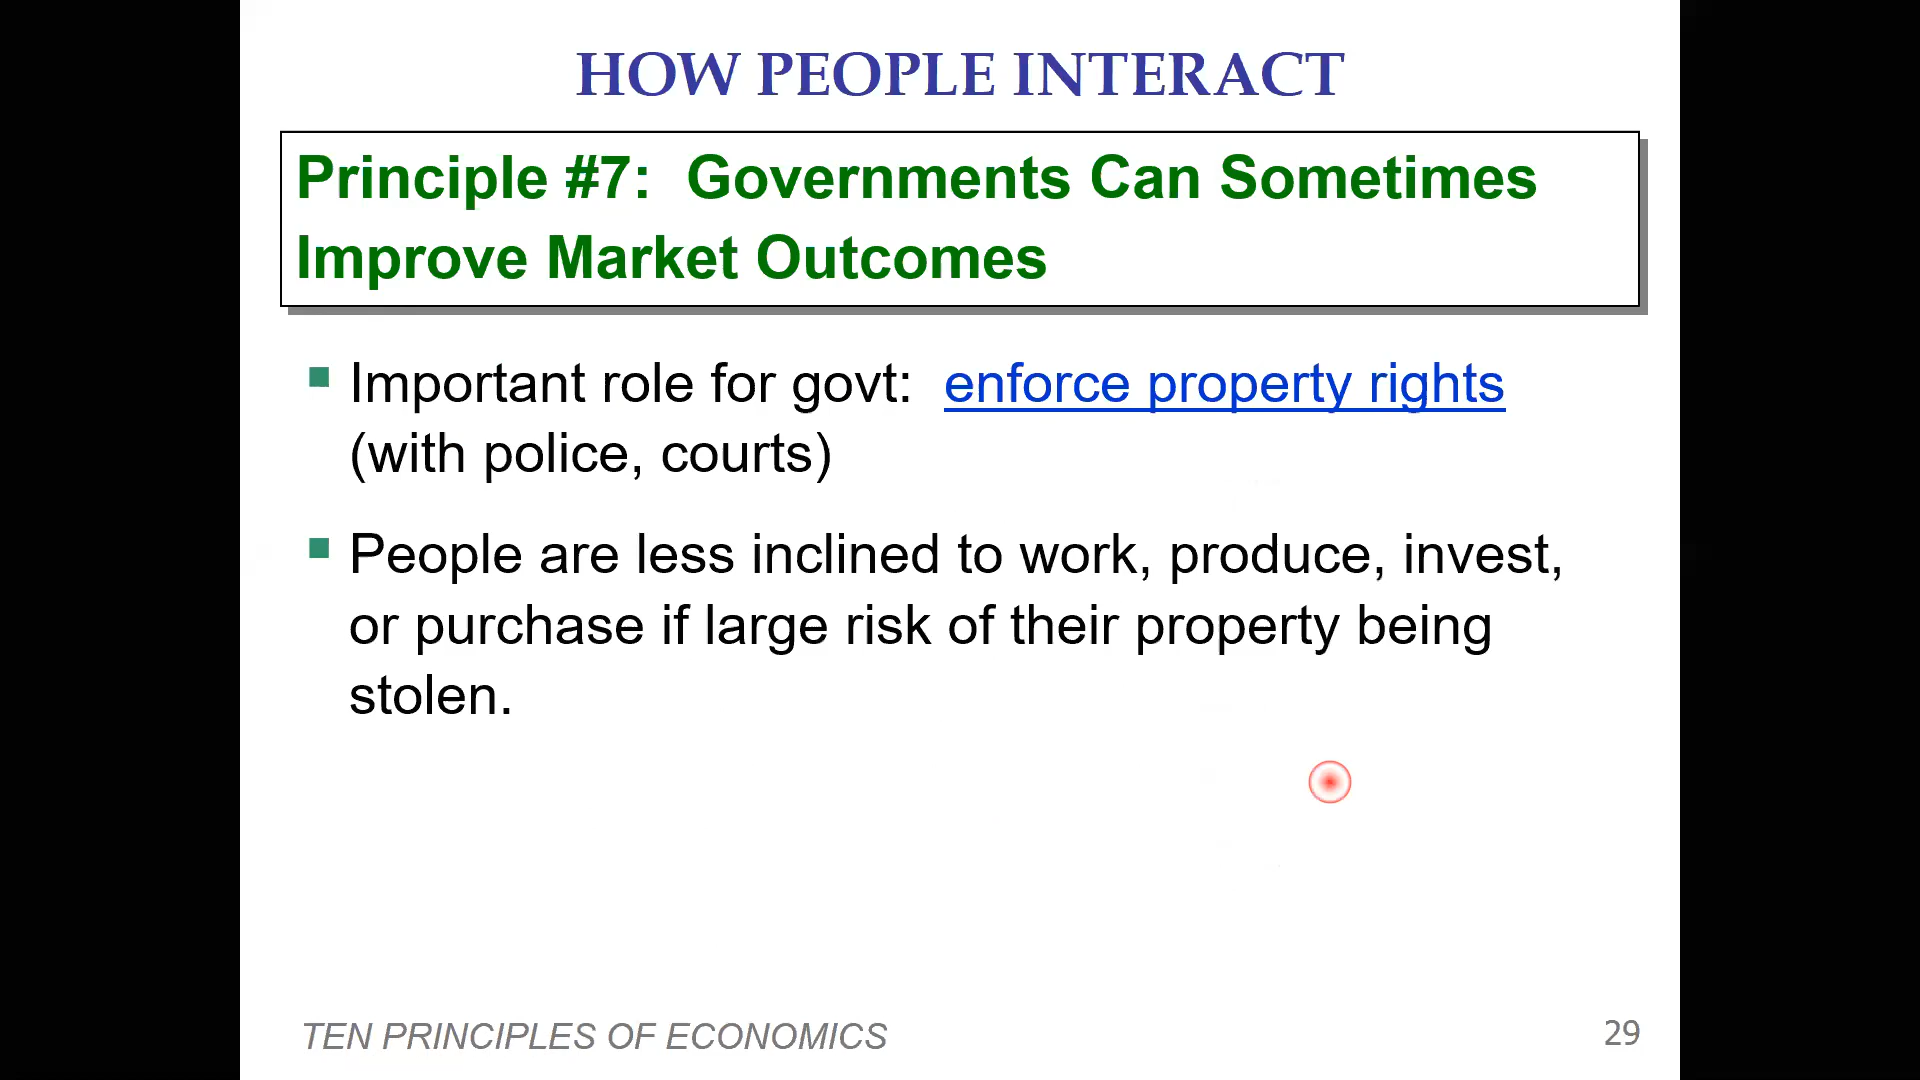 HOW PEOPLE INTERACT
Principle #7:  Governments Can Sometimes
Improve Market Outcomes
Important role for govt:  enforce property rights
(with police, courts)
People are less inclined to work, produce, invest,
or purchase if large risk of their property being
stolen.
TEN PRINCIPLES OF ECONOMICS
29